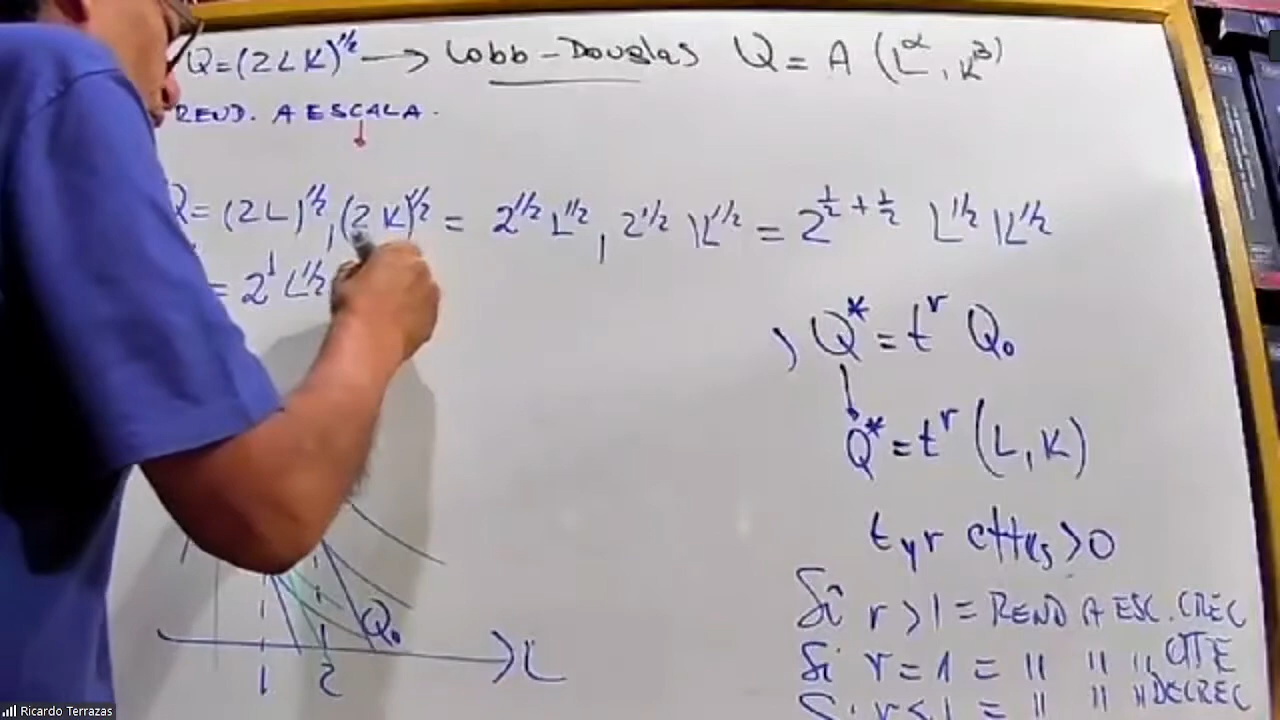 Q=(2LK)^1/2 → Cobb-Douglas Q = A (L^α, K^β)
REND. A ESCALA.
Q = (2L)^1/2, (2K)^1/2 = 2^1/2 L^1/2, 2^1/2 K^1/2 = 2^(1/2 + 1/2) L^1/2 K^1/2
= 2^1 L^1/2
) Q* = t^r Q₀
Q* = t^r (L, K)
t y r cttes > 0
Si r > 1 = REND A ESC. CREC
Si r = 1 = " " " CTTE
Si r < 1 = " " " DECREC
Q₀
L
1 2
Ricardo Terrazas